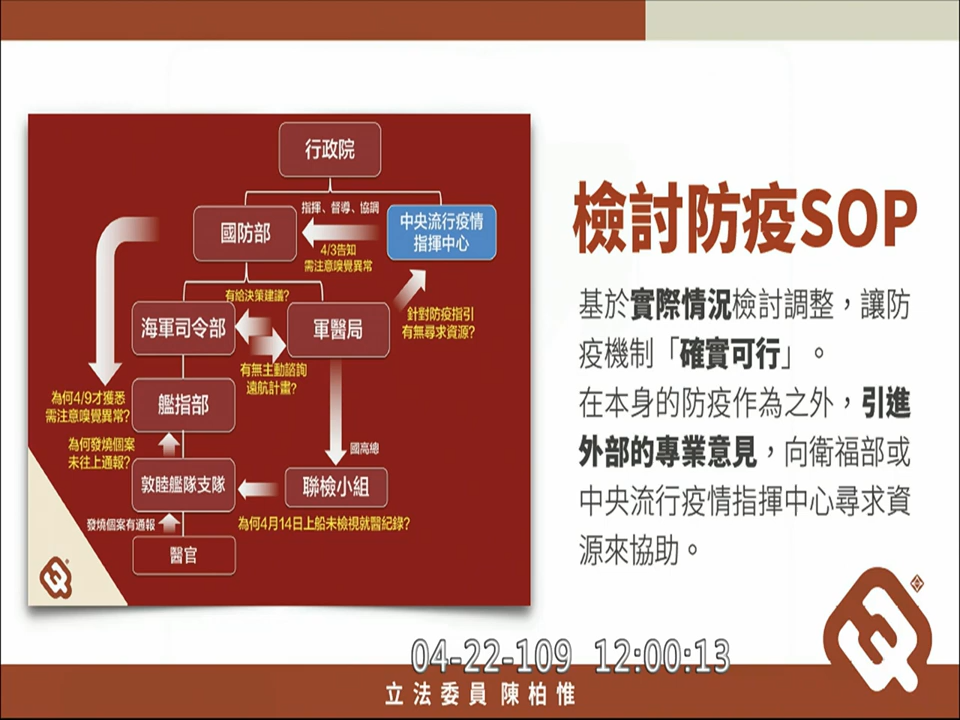 行政院
指揮、督導、協調
國防部
中央流行疫情
指揮中心
4/3告知
需注意嗅覺異常
有給決策建議?
海軍司令部
軍醫局
針對防疫指引
有無尋求資源?
有無主動諮詢
遠航計畫?
為何4/9才獲悉
需注意嗅覺異常?
艦指部
為何發燒個案
未往上通報?
國高總
敦睦艦隊支隊
聯檢小組
發燒個案有通報
為何4月14日上船未檢視就醫紀錄?
醫官
檢討防疫SOP
基於實際情況檢討調整，讓防
疫機制「確實可行」。
在本身的防疫作為之外，引進
外部的專業意見，向衛福部或
中央流行疫情指揮中心尋求資
源來協助。
04-22-109 12:00:13
立法委員 陳柏惟